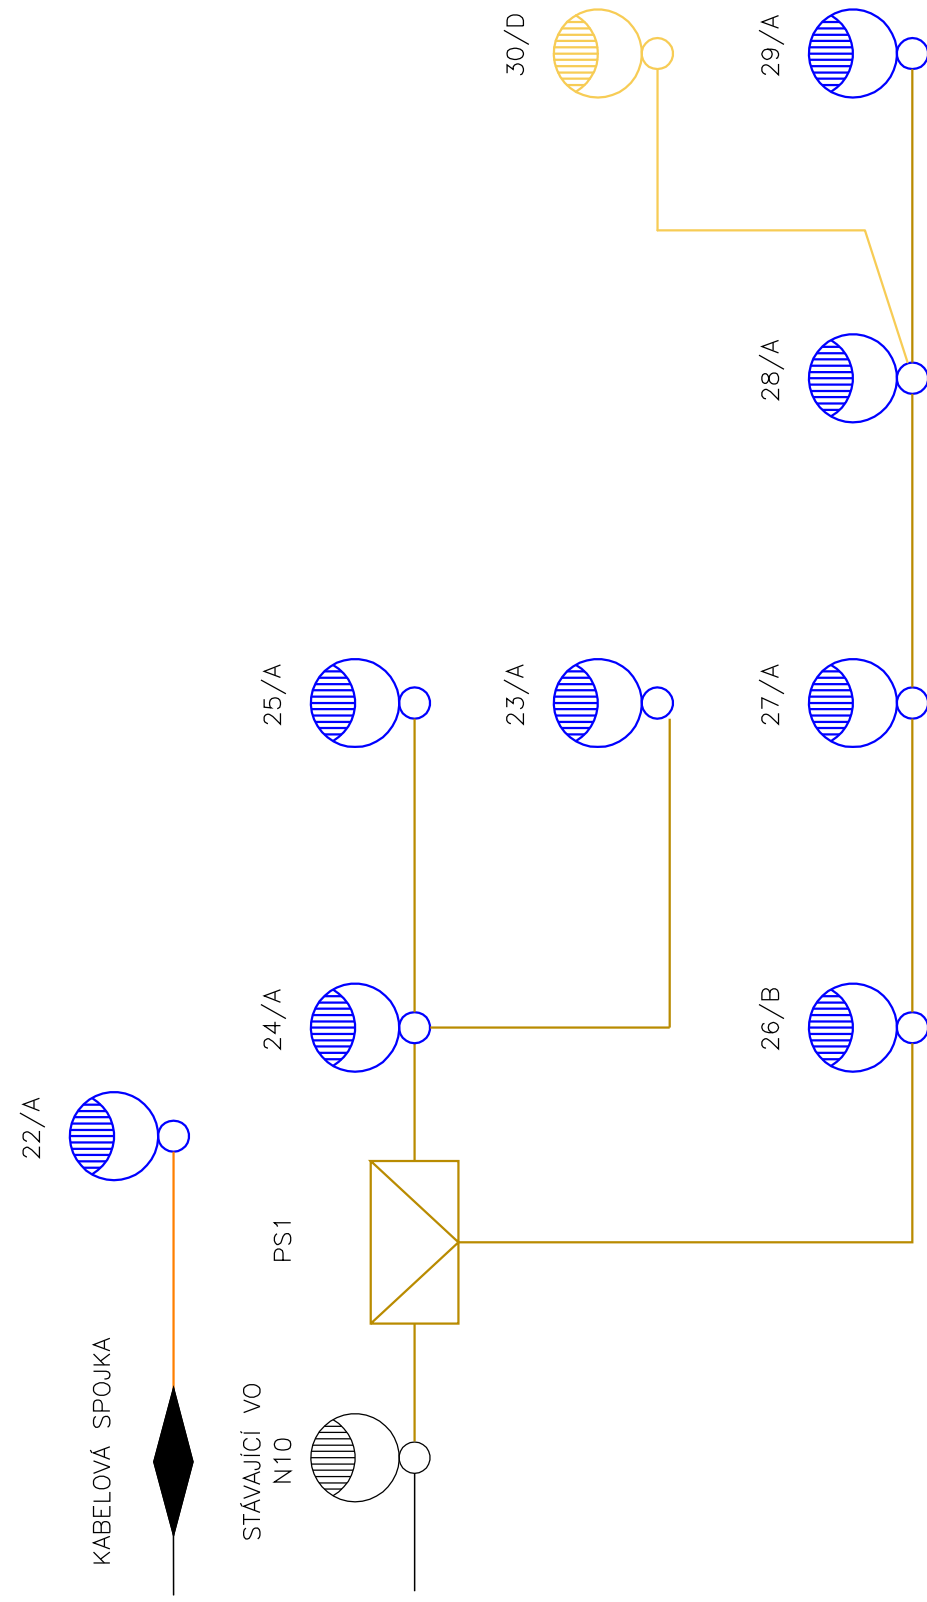 22/A
KABELOVÁ SPOJKA
25/A
24/A
PS1
STÁVAJÍCÍ VO
N10
30/D
23/A
29/A
28/A
27/A
26/B